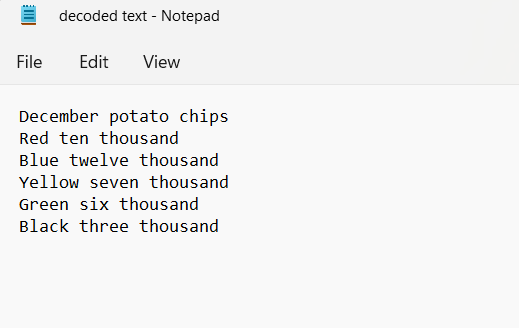 decoded text - Notepad
File Edit View
December potato chips
Red ten thousand
Blue twelve thousand
Yellow seven thousand
Green six thousand
Black three thousand